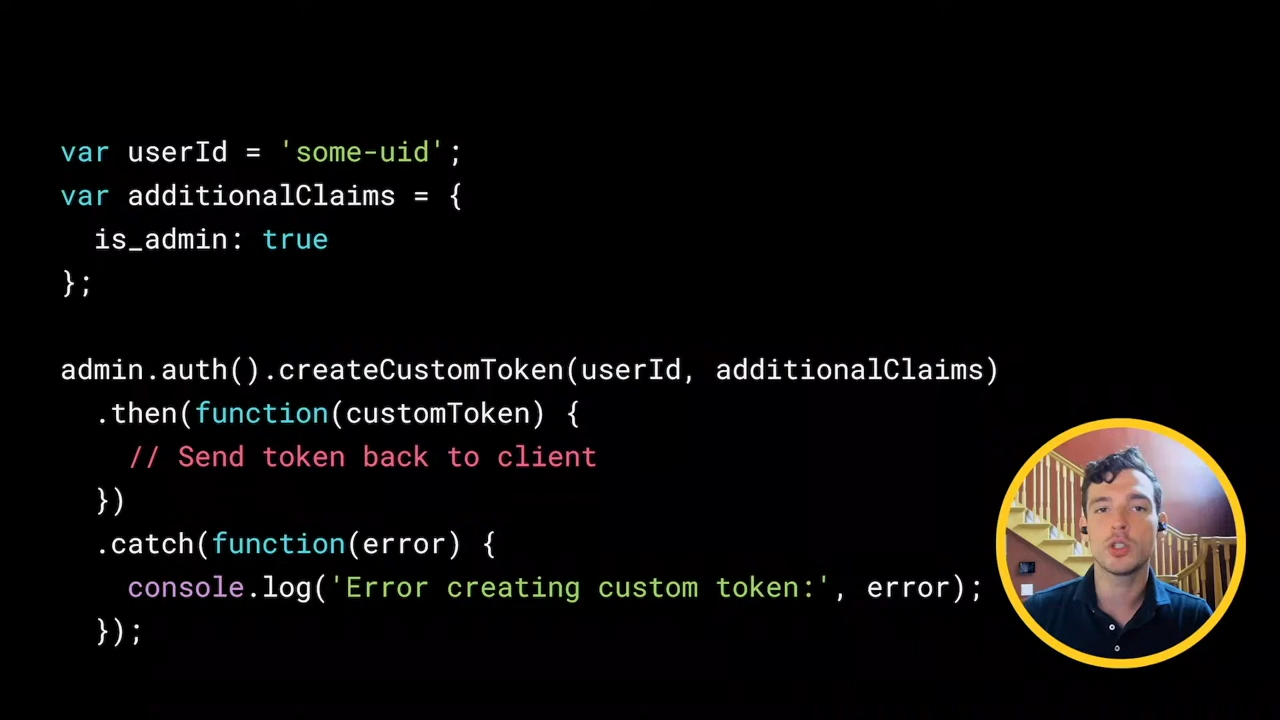 var userId = 'some-uid';
var additionalClaims = {
  is_admin: true
};
admin.auth().createCustomToken(userId, additionalClaims)
  .then(function(customToken) {
    // Send token back to client
  })
  .catch(function(error) {
    console.log('Error creating custom token:', error);
  });